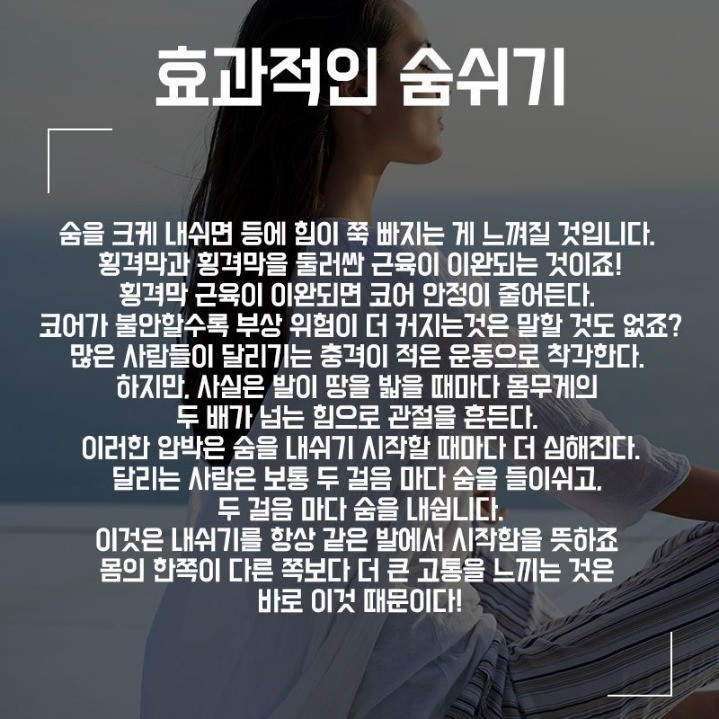 효과적인 숨쉬기
숨을 크게 내쉬면 등에 힘이 쭉 빠지는 게 느껴질 것입니다.
횡격막과 횡격막을 둘러싼 근육이 이완되는 것이죠!
횡격막 근육이 이완되면 코어 안정이 줄어든다.
코어가 불안할수록 부상 위험이 더 커지는것은 말할 것도 없죠?
많은 사람들이 달리기는 충격이 적은 운동으로 착각한다.
하지만, 사실은 발이 땅을 밟을 때마다 몸무게의
두 배가 넘는 힘으로 관절을 흔든다.
이러한 압박은 숨을 내쉬기 시작할 때마다 더 심해진다.
달리는 사람은 보통 두 걸음 마다 숨을 들이쉬고,
두 걸음 마다 숨을 내쉽니다.
이것은 내쉬기를 항상 같은 발에서 시작함을 뜻하죠
몸의 한쪽이 다른 쪽보다 더 큰 고통을 느끼는 것은
바로 이것 때문이다!